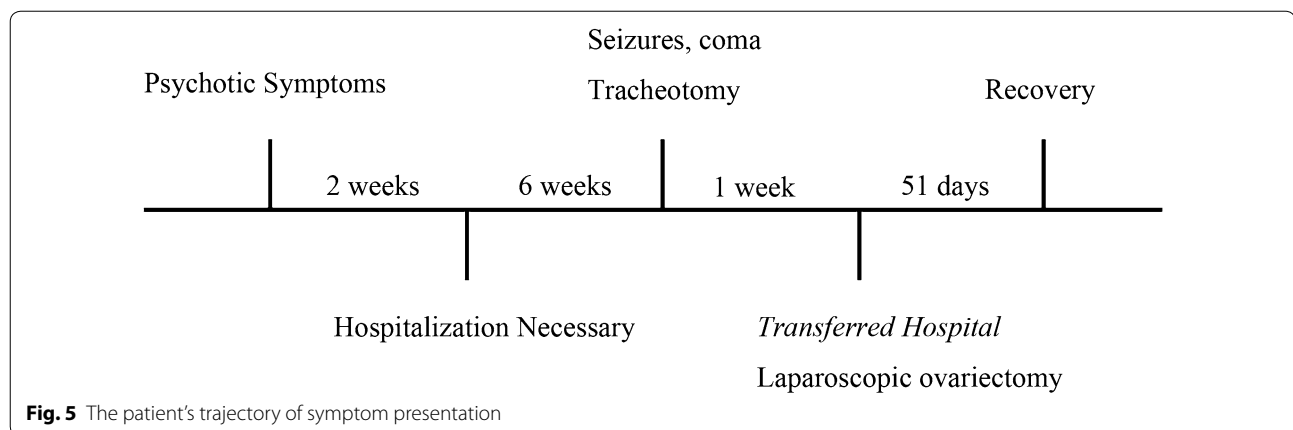 Seizures, coma
Psychotic Symptoms
Tracheotomy
Recovery
2 weeks
6 weeks
1 week
51 days
Hospitalization Necessary
Transferred Hospital
Laparoscopic ovariectomy
Fig. 5 The patient's trajectory of symptom presentation